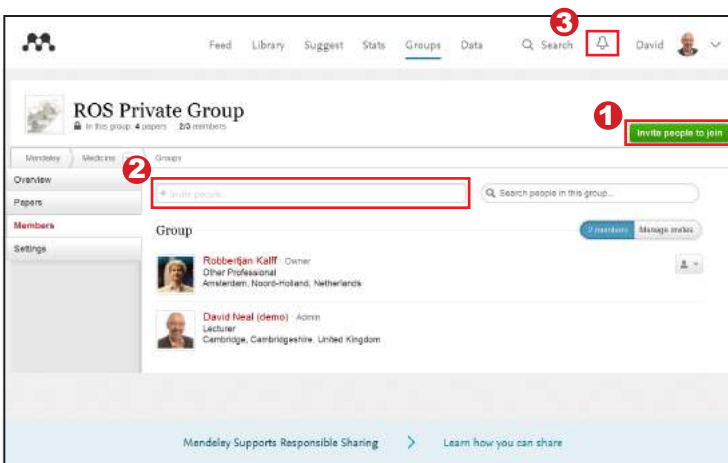 3
Feed Library Suggest Stats Groups Data Search David
ROS Private Group
In this group: 4 papers · 2/3 members
1
Invite people to join
Mendeley Medicine Groups
2
Overview
+ Invite people... Search people in this group...
Papers
Members
Group 2 members Manage invites
Settings
Robbertjan Kalff · Owner
Other Professional
Amsterdam, Noord-Holland, Netherlands
David Neal (demo) · Admin
Lecturer
Cambridge, Cambridgeshire, United Kingdom
Mendeley Supports Responsible Sharing > Learn how you can share